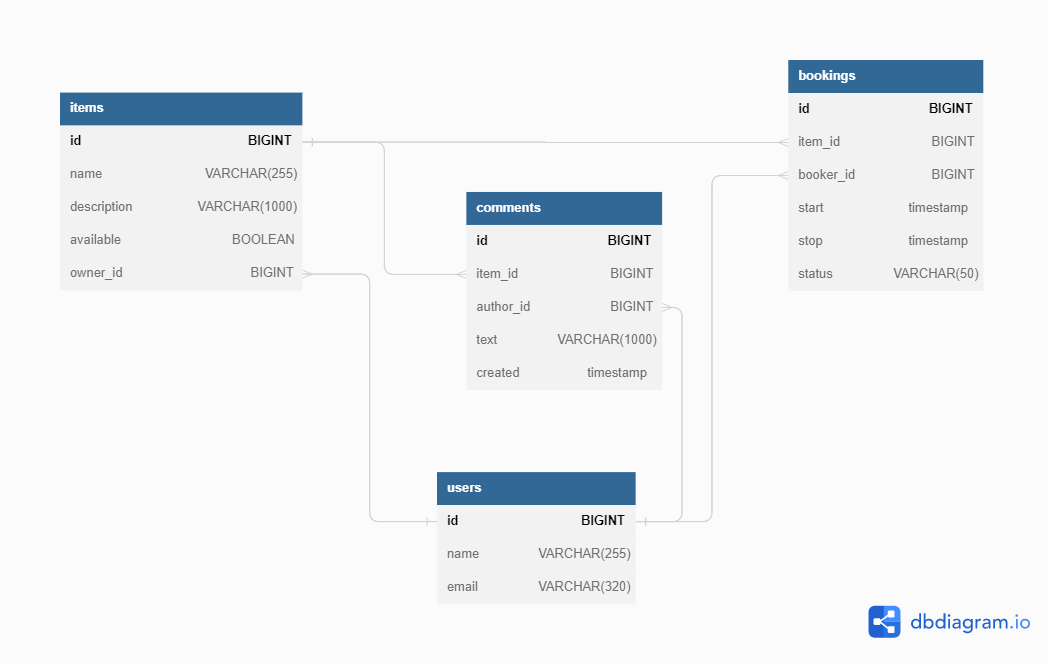 items
id BIGINT
name VARCHAR(255)
description VARCHAR(1000)
available BOOLEAN
owner_id BIGINT
comments
id BIGINT
item_id BIGINT
author_id BIGINT
text VARCHAR(1000)
created timestamp
bookings
id BIGINT
item_id BIGINT
booker_id BIGINT
start timestamp
stop timestamp
status VARCHAR(50)
users
id BIGINT
name VARCHAR(255)
email VARCHAR(320)
dbdiagram.io